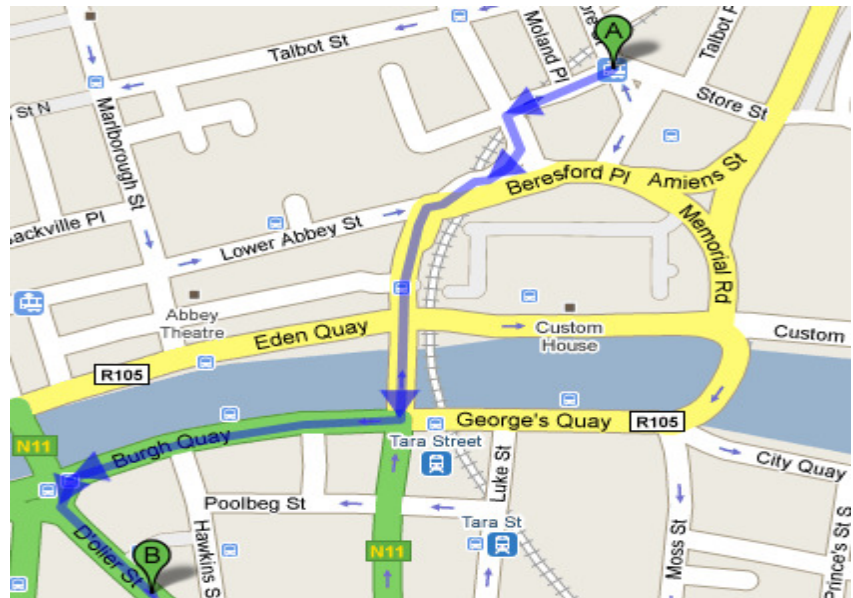 A
Talbot St
Moland Pl
ore St
Talbot P
St N
Marlborough St
Store St
Beresford Pl
Amiens St
ackville Pl
Lower Abbey St
Memorial Rd
Abbey
Theatre
Eden Quay
Custom
House
Custom
R105
George's Quay
R105
N11
Burgh Quay
Tara Street
Luke St
City Quay
Poolbeg St
Hawkins S
Tara St
Moss St
Prince's St S
D'olier St
B
N11